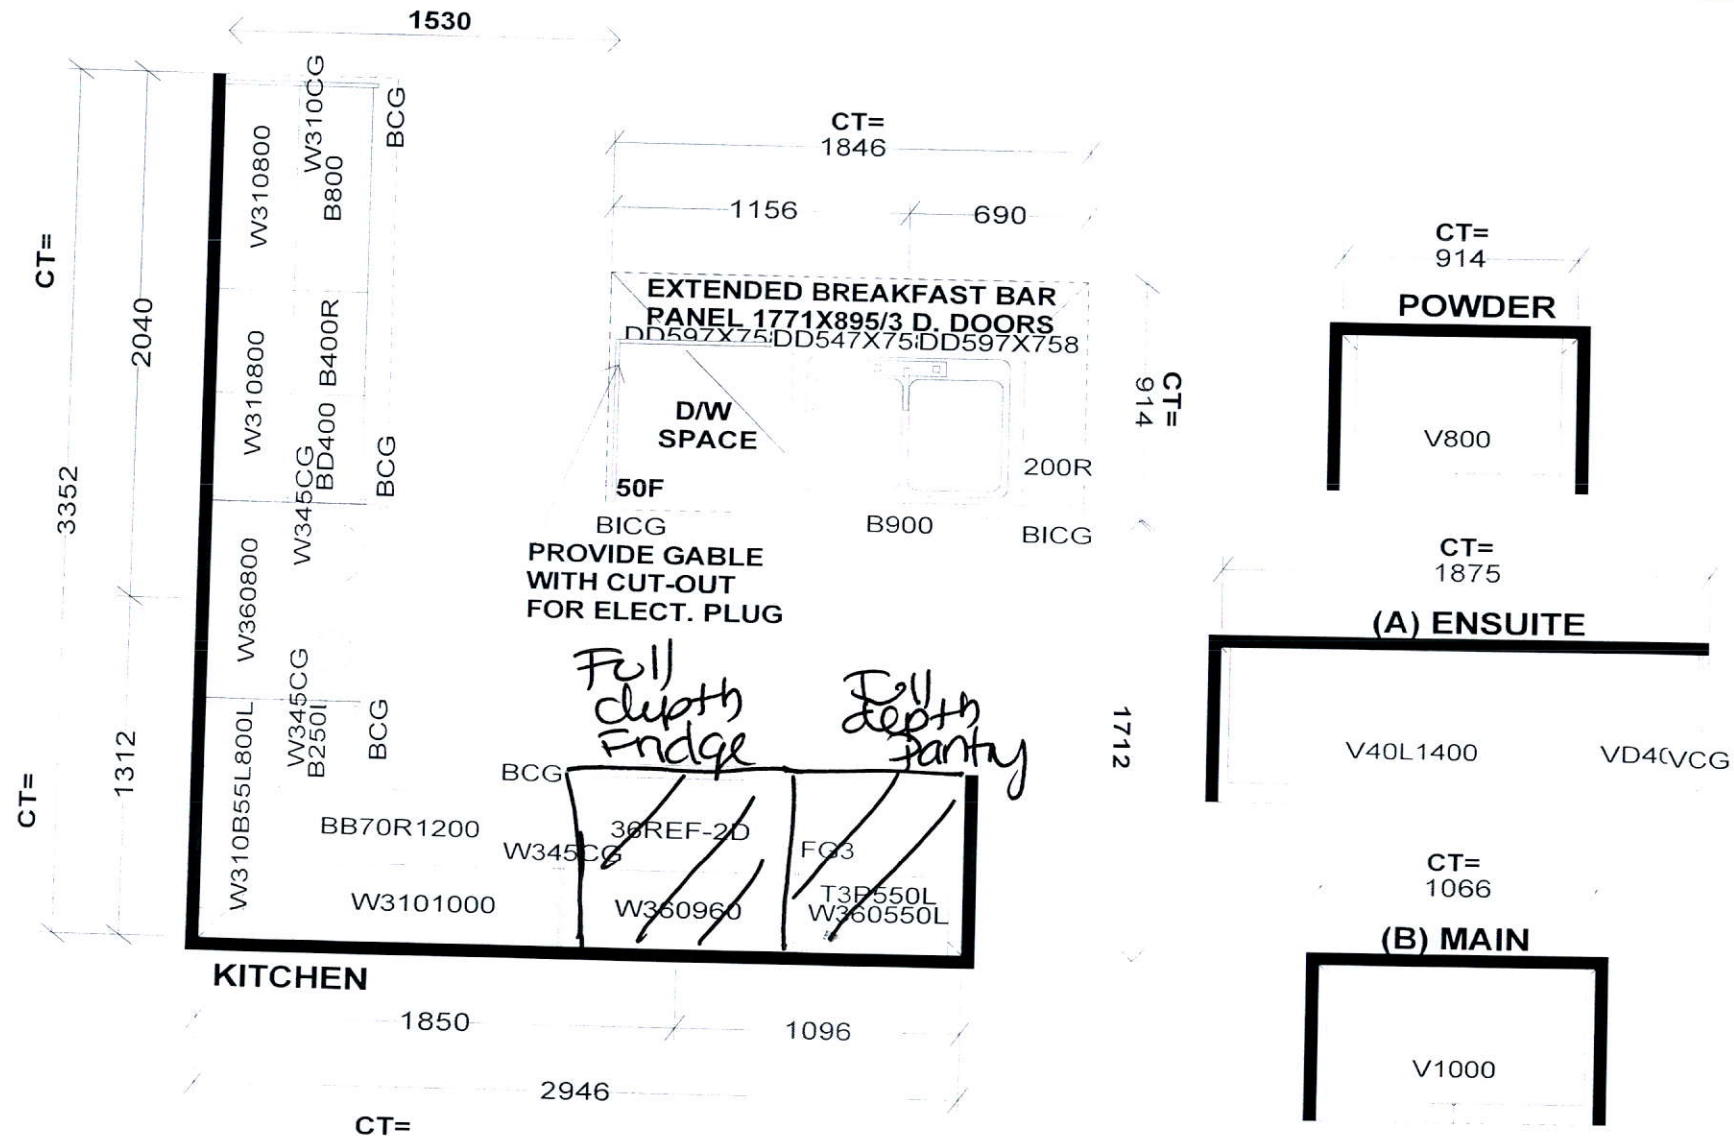 1530
CT=
1846
1156
690
CT=
3352
2040
1312
CT=
W310800
W310CG
B800
BCG
W310800
B400R
BD400
W345CG
BCG
W360800
W345CG
B250L
BCG
W310B55L800L
BB70R1200
W3101000
EXTENDED BREAKFAST BAR
PANEL 1771X895/3 D. DOORS
DD597X75
DD547X75
DD597X758
D/W
SPACE
50F
200R
BICG
B900
BICG
CT=
914
1712
PROVIDE GABLE
WITH CUT-OUT
FOR ELECT. PLUG
Full
depth
Fridge
Full
depth
Pantry
BCG
W345CG
36REF-2D
W360960
FG3
T3P550L
W360550L
KITCHEN
1850
1096
2946
CT=
CT=
914
POWDER
V800
CT=
1875
(A) ENSUITE
V40L1400
VD4
VCG
CT=
1066
(B) MAIN
V1000